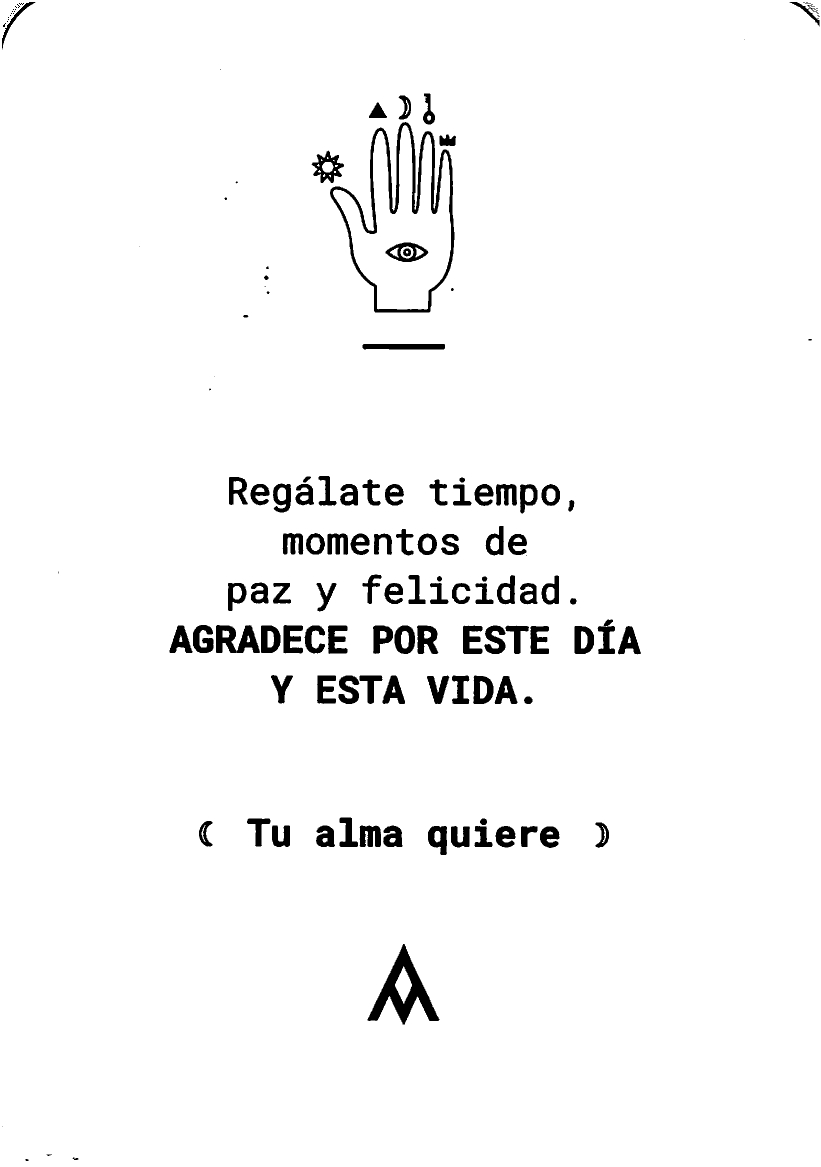 Regálate tiempo,
momentos de
paz y felicidad.
AGRADECE POR ESTE DÍA
Y ESTA VIDA.
Tu alma quiere